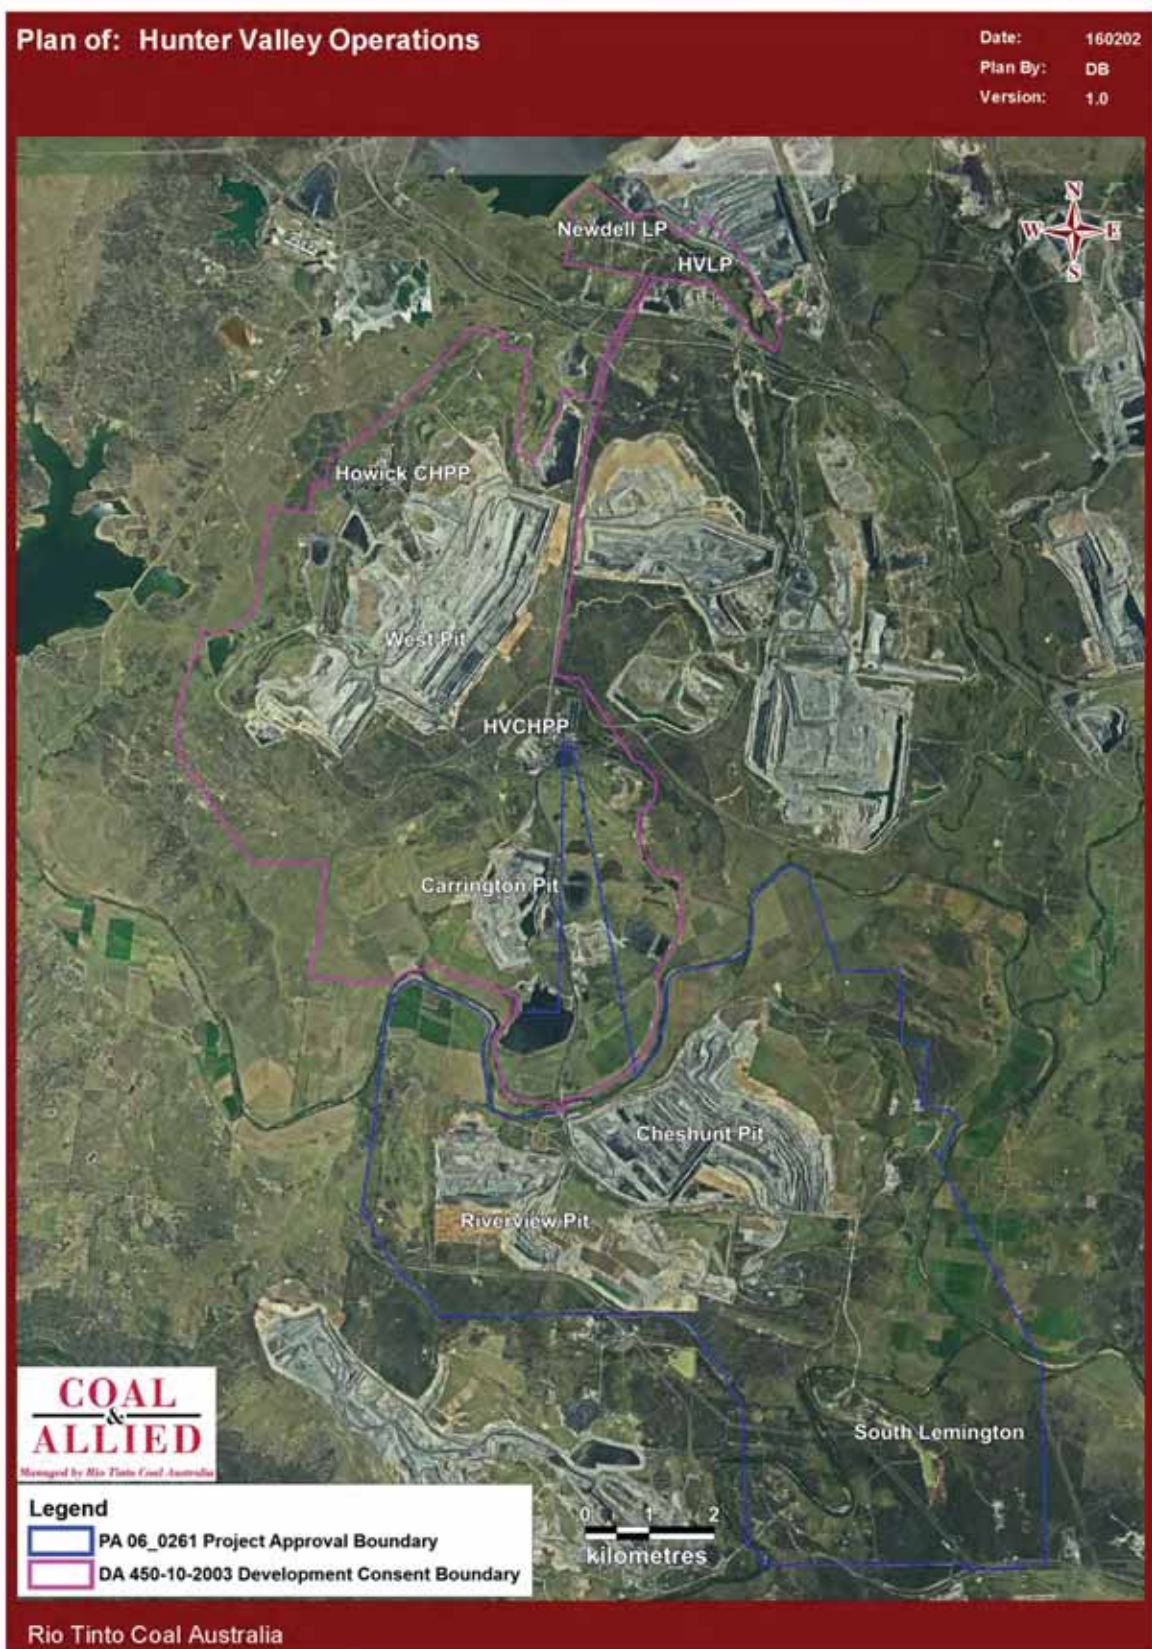 Plan of: Hunter Valley Operations
Date: 160202
Plan By: DB
Version: 1.0
N
W E
S
Newdell LP
HVLP
Howick CHPP
West Pit
HVCHPP
Carrington Pit
Cheshunt Pit
Riverview Pit
South Lemington
COAL
&
ALLIED
Managed by Rio Tinto Coal Australia
Legend
PA 06_0261 Project Approval Boundary
DA 450-10-2003 Development Consent Boundary
0 1 2
kilometres
Rio Tinto Coal Australia